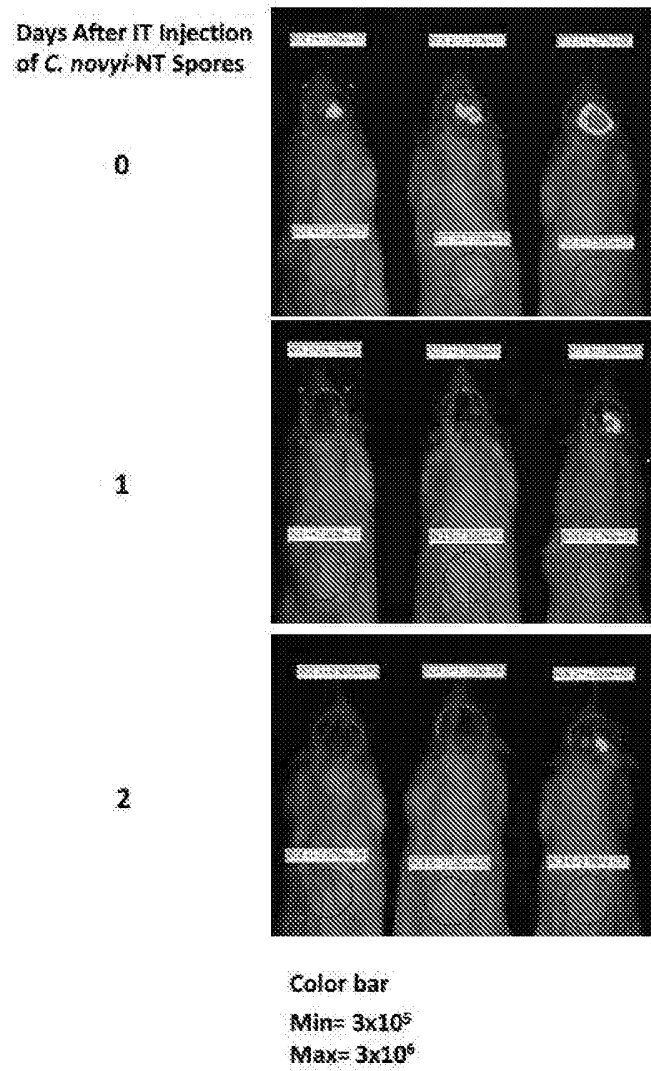 Days After IT Injection
of C. novyi-NT Spores
0
1
2
Color bar
Min= 3x10⁵
Max= 3x10⁶